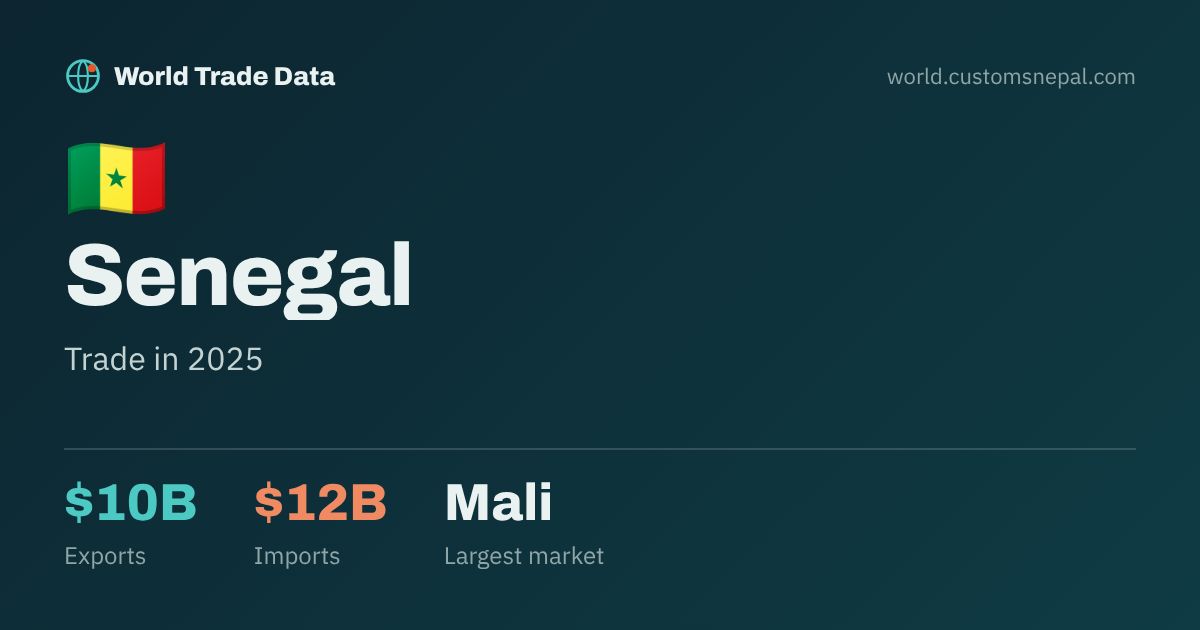 World Trade Data
world.customsnepal.com
Senegal
Trade in 2025
$10B $12B Mali
Exports Imports Largest market